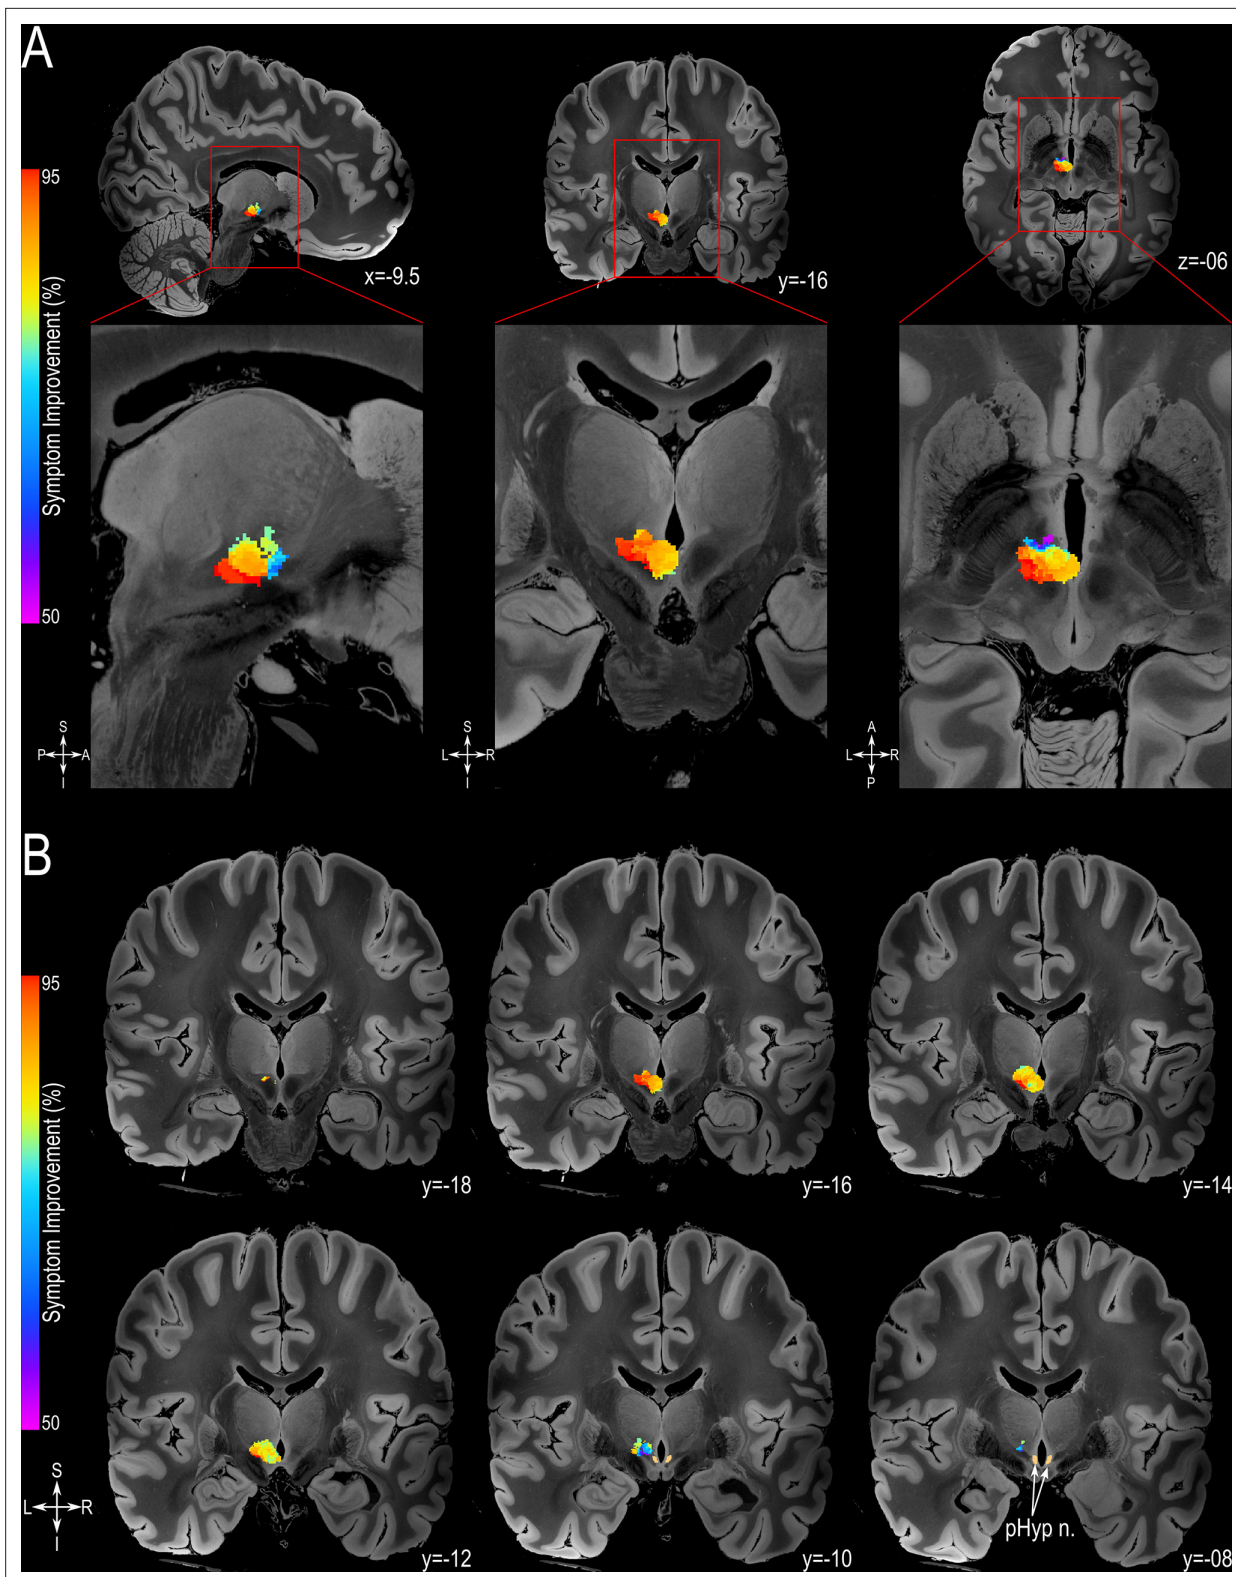 A
95
Symptom Improvement (%)
50
x=-9.5
y=-16
z=-06
S
P A
I
S
L R
I
A
L R
P
B
95
Symptom Improvement (%)
50
y=-18
y=-16
y=-14
S
L R
I
y=-12
y=-10
pHyp n.
y=-08